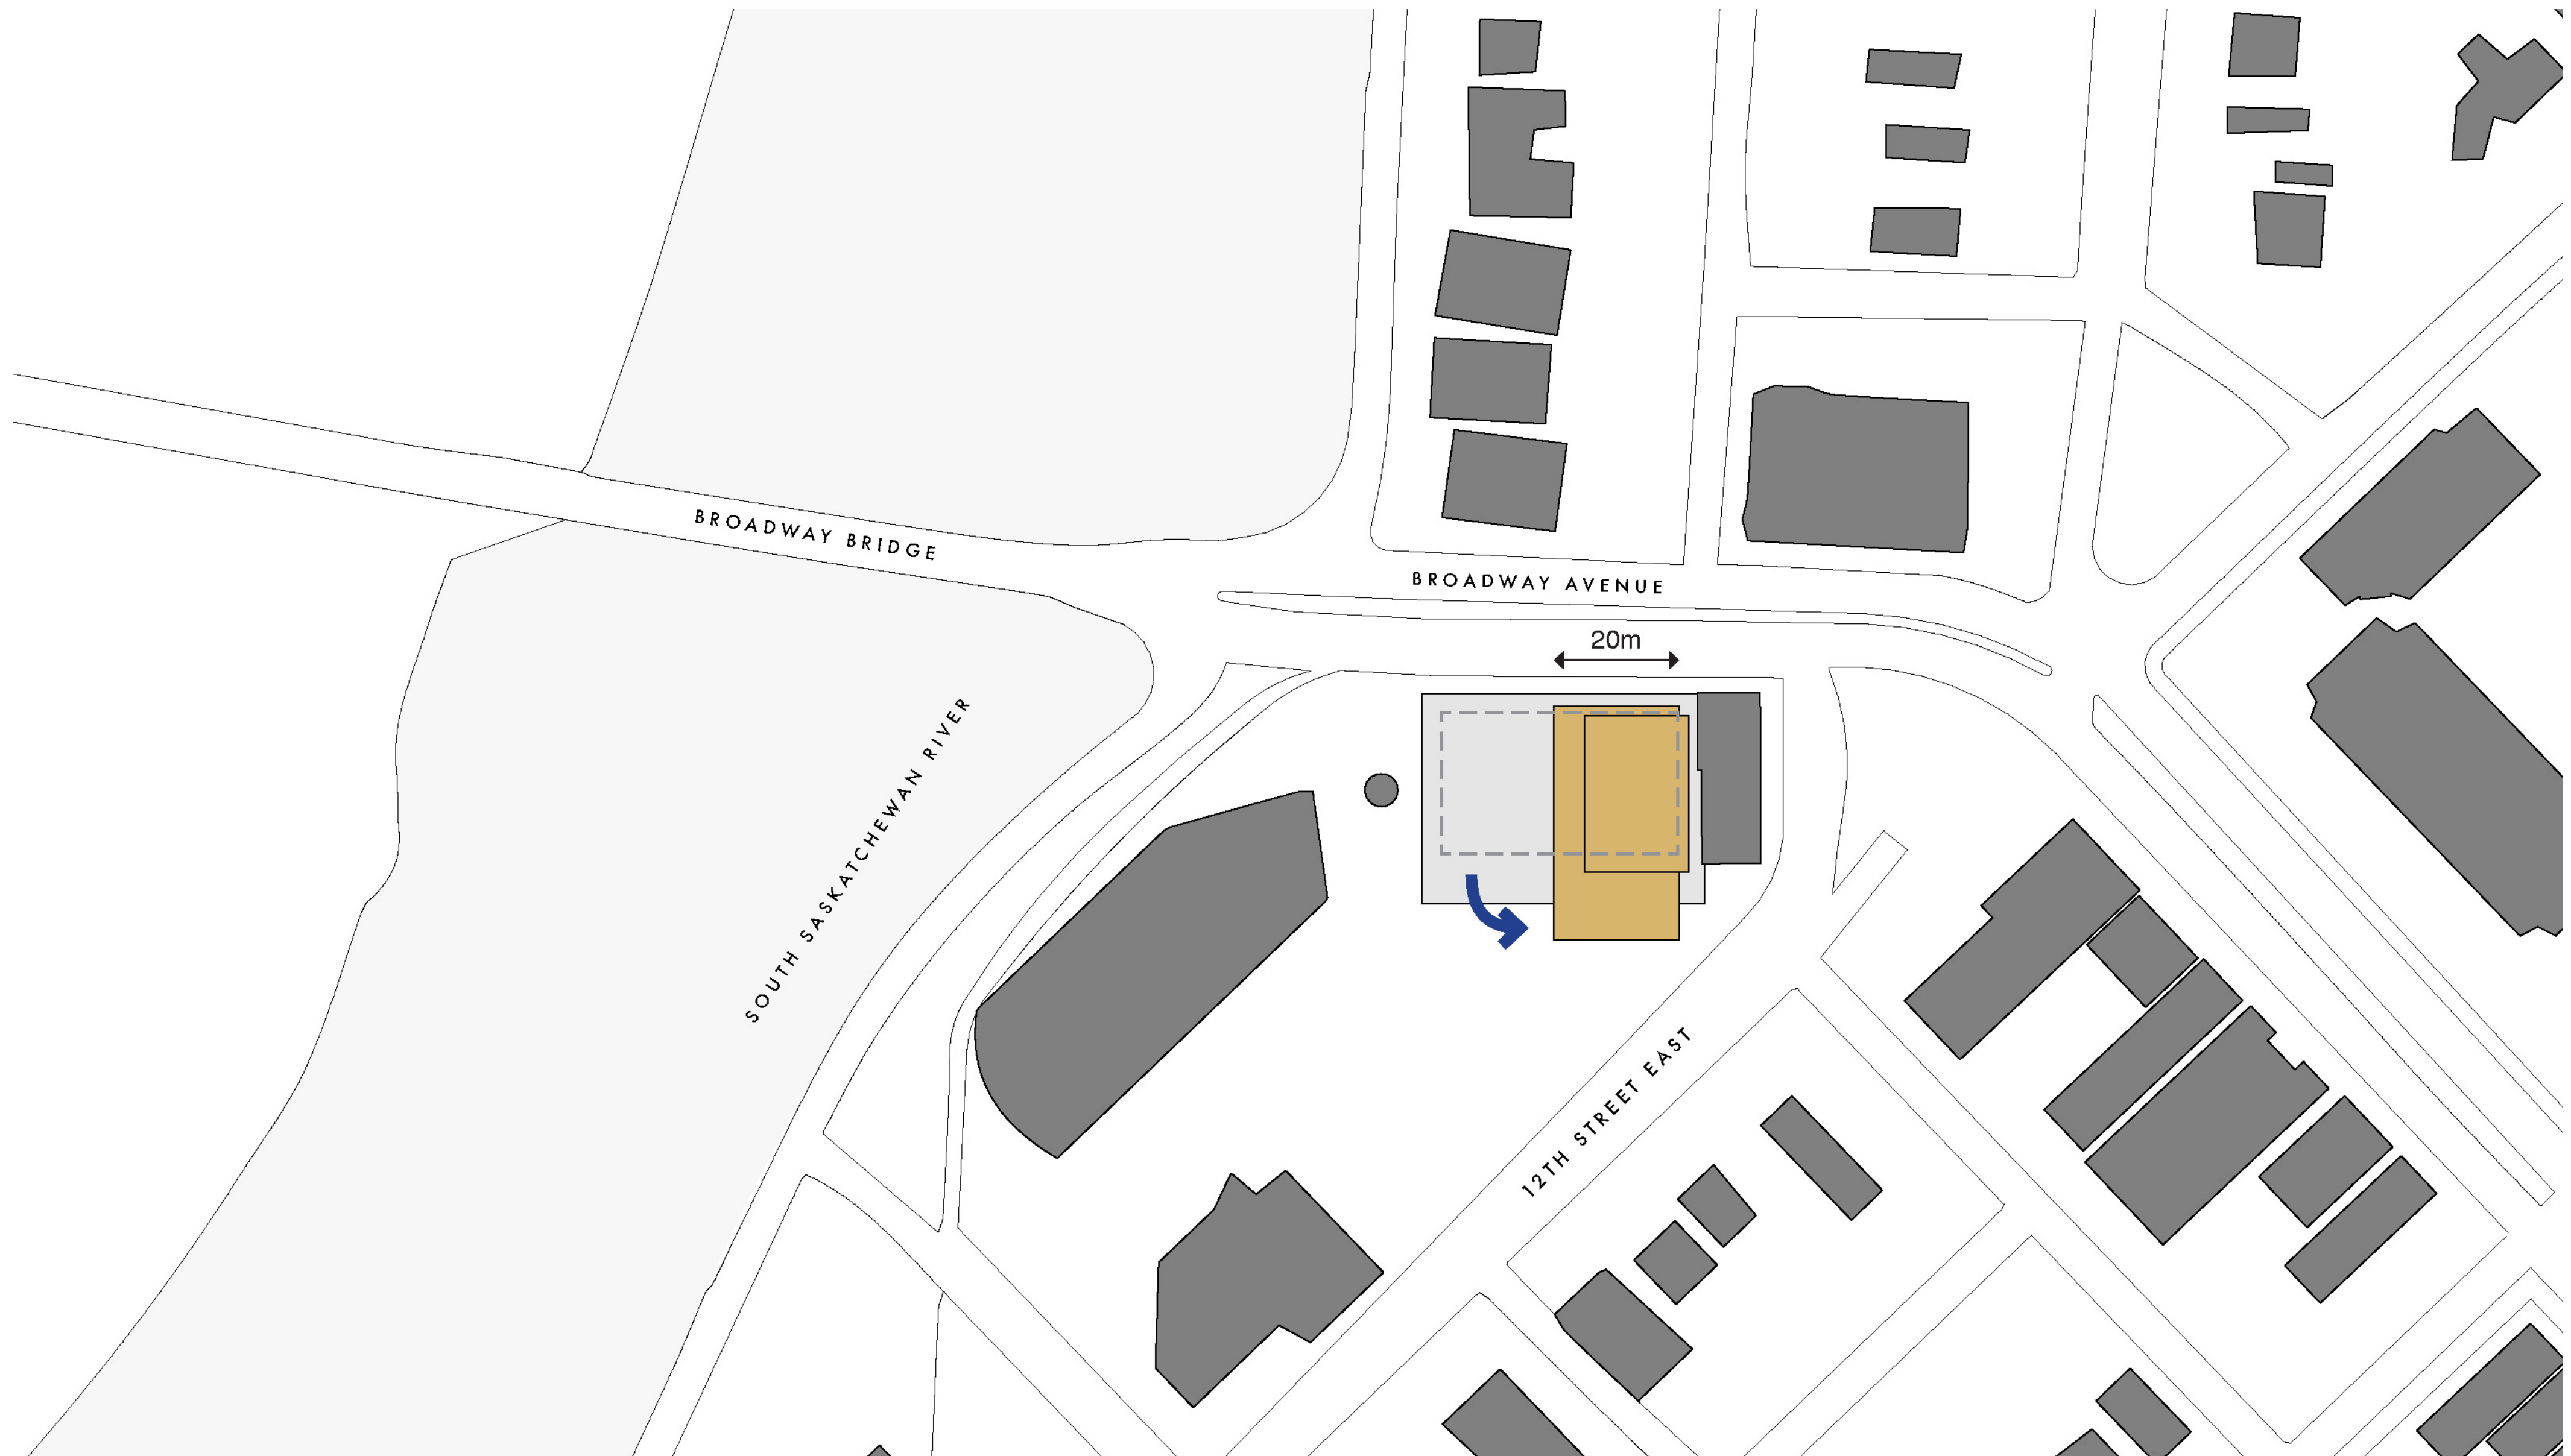 BROADWAY BRIDGE
BROADWAY AVENUE
20m
SOUTH SASKATCHEWAN RIVER
12TH STREET EAST